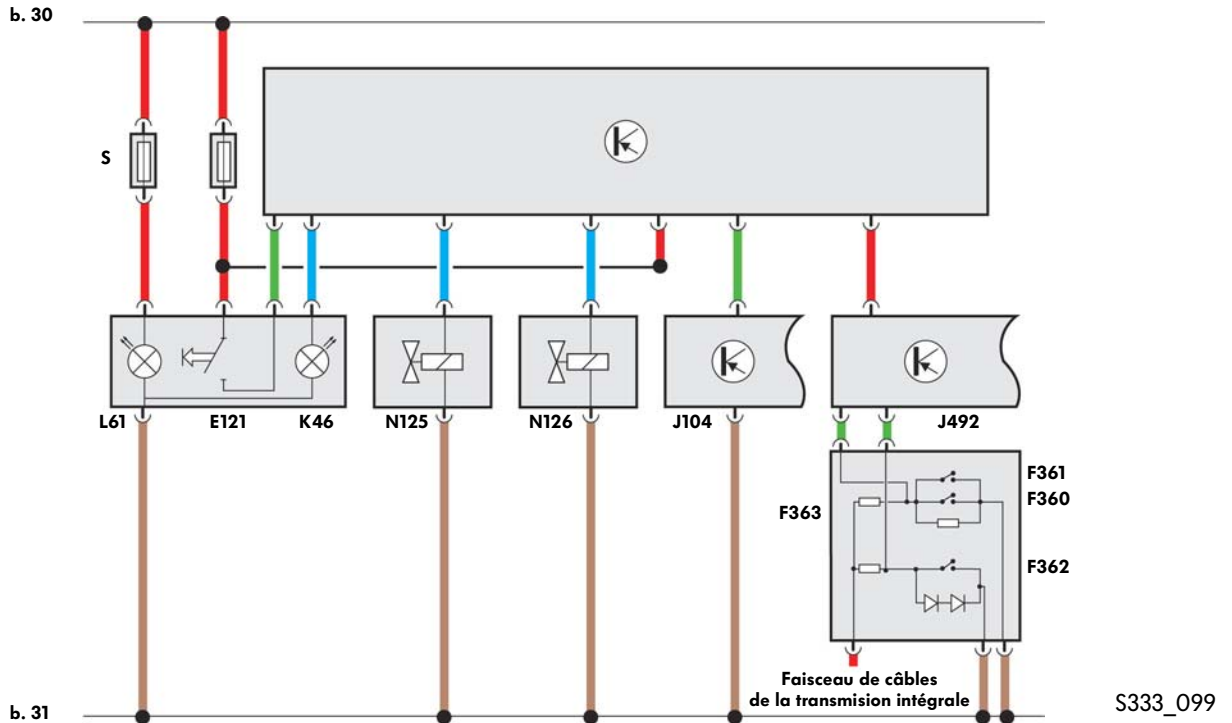 b. 30
S
L61
E121
K46
N125
N126
J104
J492
F361
F360
F363
F362
Faisceau de câbles
de la transmision intégrale
b. 31
S333_099